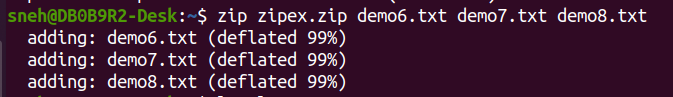 sneh@DB0B9R2-Desk:~$ zip zipex.zip demo6.txt demo7.txt demo8.txt
  adding: demo6.txt (deflated 99%)
  adding: demo7.txt (deflated 99%)
  adding: demo8.txt (deflated 99%)